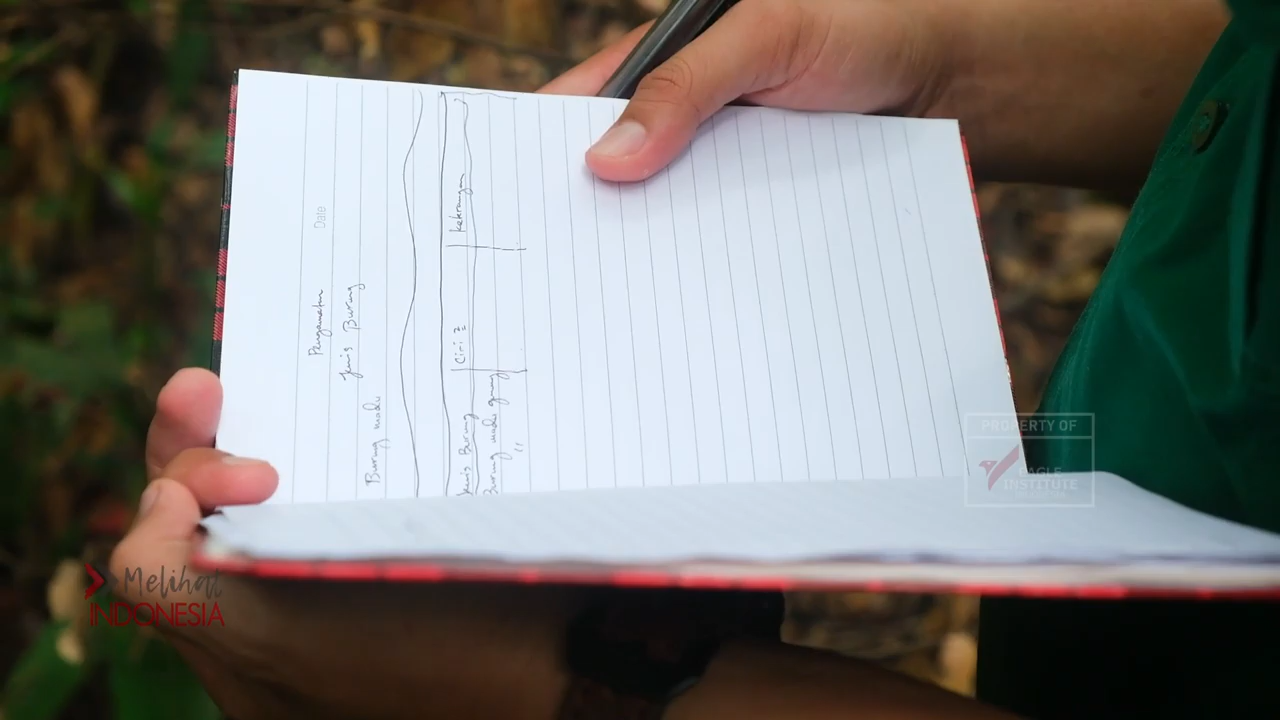 Date
Pengamatan
Jenis Burung
Burung madu
Jenis Burung Ciri 2 Keterangan
Burung madu
"
PROPERTY OF
EAGLE
INSTITUTE
Melihat
INDONESIA